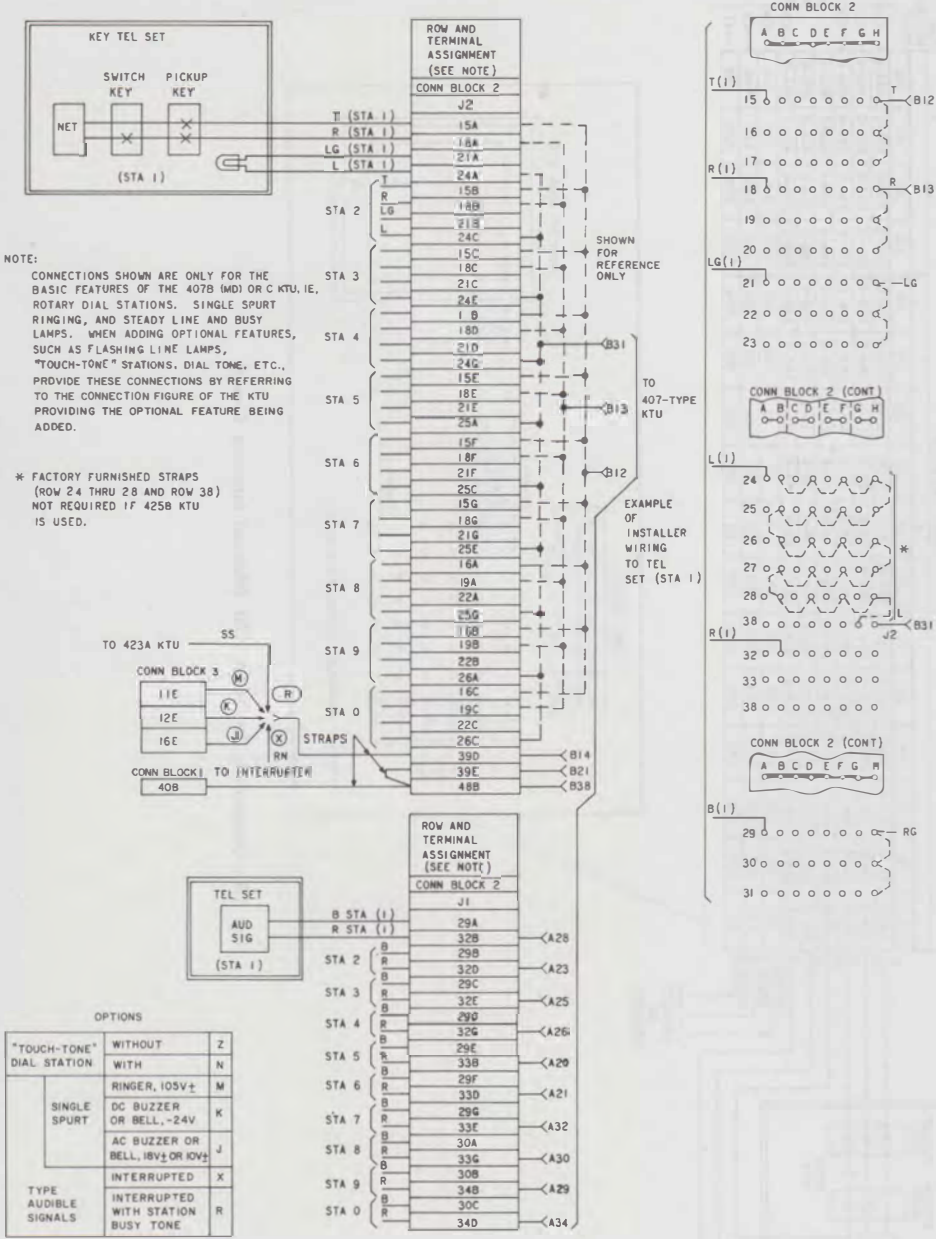 KEY TEL SET
SWITCH KEY
PICKUP KEY
NET
(STA 1)
T (STA 1)
R (STA 1)
LG (STA 1)
L (STA 1)
ROW AND
TERMINAL
ASSIGNMENT
(SEE NOTE)
CONN BLOCK 2
J2
15A
18A
21A
24A
STA 2
T
R
LG
L
15B
18B
21B
24C
STA 3
15C
18C
21C
24E
STA 4
18D
21D
24G
STA 5
15E
18E
21E
25A
STA 6
15F
18F
21F
25C
STA 7
15G
18G
21G
25E
STA 8
16A
19A
22A
25G
STA 9
16B
19B
22B
26A
STA 0
16C
19C
22C
26C
39D
39E
48B
SHOWN
FOR
REFERENCE
ONLY
B31
B13
B12
TO
407-TYPE
KTU
B14
B21
B38
NOTE:
CONNECTIONS SHOWN ARE ONLY FOR THE
BASIC FEATURES OF THE 407B (MD) OR C KTU, IE,
ROTARY DIAL STATIONS. SINGLE SPURT
RINGING, AND STEADY LINE AND BUSY
LAMPS. WHEN ADDING OPTIONAL FEATURES,
SUCH AS FLASHING LINE LAMPS,
"TOUCH-TONE" STATIONS, DIAL TONE, ETC.,
PROVIDE THESE CONNECTIONS BY REFERRING
TO THE CONNECTION FIGURE OF THE KTU
PROVIDING THE OPTIONAL FEATURE BEING
ADDED.
* FACTORY FURNISHED STRAPS
(ROW 24 THRU 28 AND ROW 38)
NOT REQUIRED IF 425B KTU
IS USED.
TO 423A KTU
SS
CONN BLOCK 3
11E
12E
16E
M
K
J
R
X
RN
STRAPS
CONN BLOCK 1
TO INTERRUPTER
40B
ROW AND
TERMINAL
ASSIGNMENT
(SEE NOTE)
CONN BLOCK 2
J1
TEL SET
AUD
SIG
(STA 1)
B STA (1)
R STA (1)
29A
32B
A28
STA 2
B
R
29B
32D
A23
STA 3
B
R
29C
32E
A25
STA 4
B
R
32G
A26
STA 5
B
R
29E
33B
A20
STA 6
B
R
29F
33D
A21
STA 7
B
R
29G
33E
A32
STA 8
B
R
30A
33G
A30
STA 9
B
R
30B
34B
A29
STA 0
B
R
30C
34D
A34
OPTIONS
"TOUCH-TONE"
DIAL STATION
WITHOUT Z
WITH N
TYPE
AUDIBLE
SIGNALS
SINGLE
SPURT
RINGER, 105V± M
DC BUZZER
OR BELL, -24V K
AC BUZZER OR
BELL, 18V± OR 10V± J
INTERRUPTED X
INTERRUPTED
WITH STATION
BUSY TONE R
EXAMPLE
OF
INSTALLER
WIRING
TO TEL
SET (STA 1)
CONN BLOCK 2
A B C D E F G H
T(1)
15
T
B12
16
17
R(1)
18
R
B13
19
20
LG(1)
21
LG
22
23
CONN BLOCK 2 (CONT)
A B C D E F G H
L(1)
24
25
26
27
28
*
38
L
J2
B31
R(1)
32
33
38
CONN BLOCK 2 (CONT)
A B C D E F G H
B(1)
29
RG
30
31